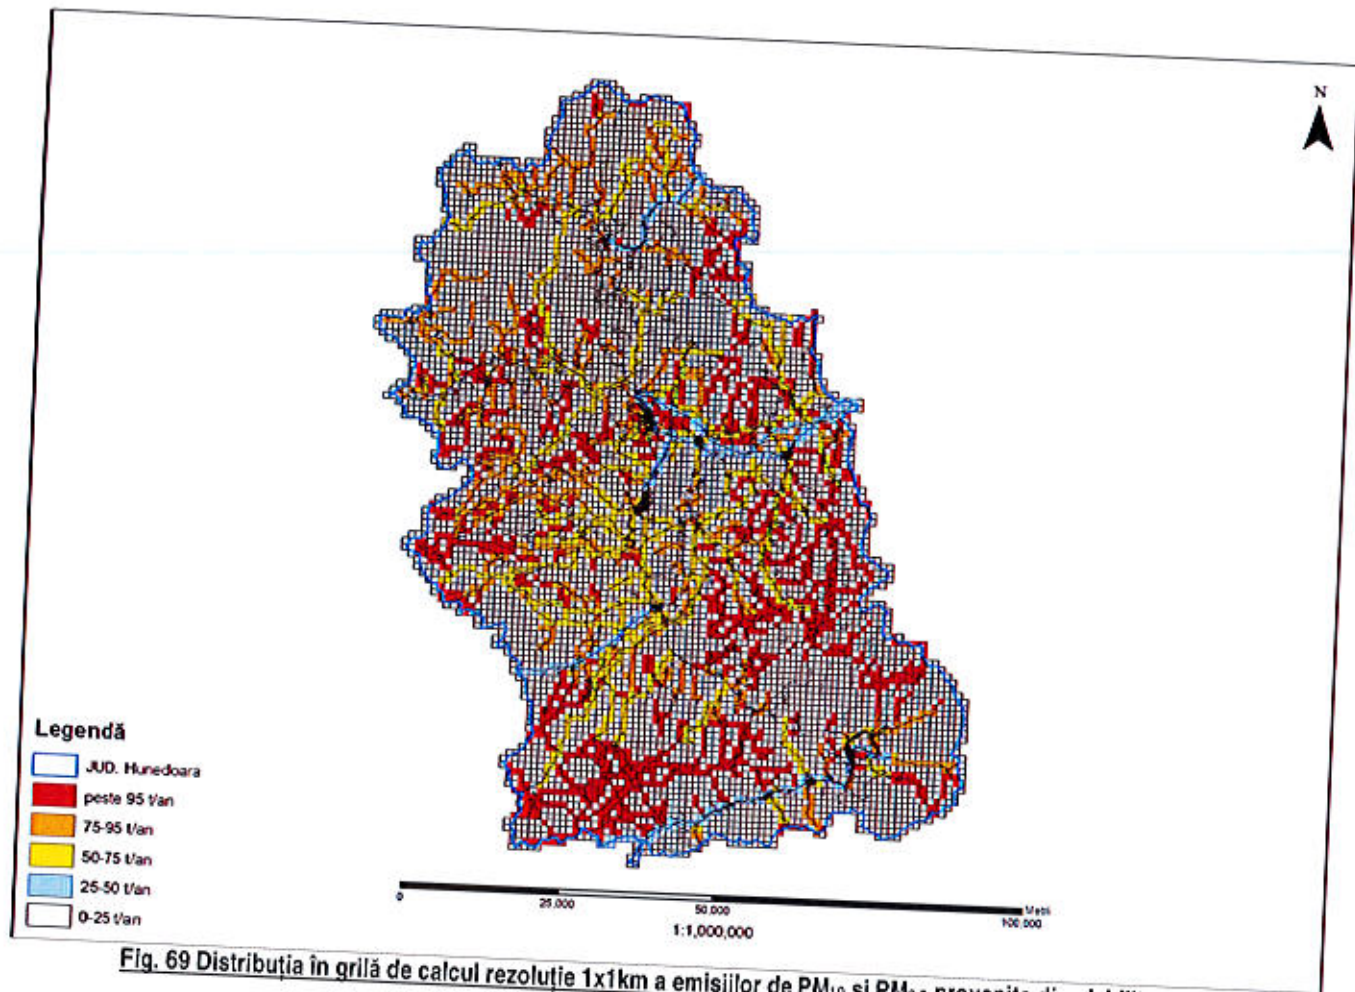 N
Legendă
JUD. Hunedoara
peste 95 t/an
75-95 t/an
50-75 t/an
25-50 t/an
0-25 t/an
0 25,000 50,000 100,000 Metri
1:1,000,000
Fig. 69 Distribuția în grilă de calcul rezoluție 1x1km a emisiilor de PM₁₀ și